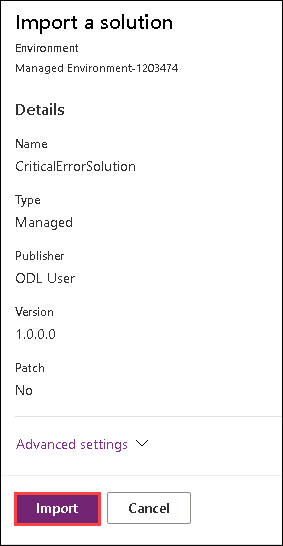 Import a solution
Environment
Managed Environment-1203474
Details
Name
CriticalErrorSolution
Type
Managed
Publisher
ODL User
Version
1.0.0.0
Patch
No
Advanced settings
Import
Cancel